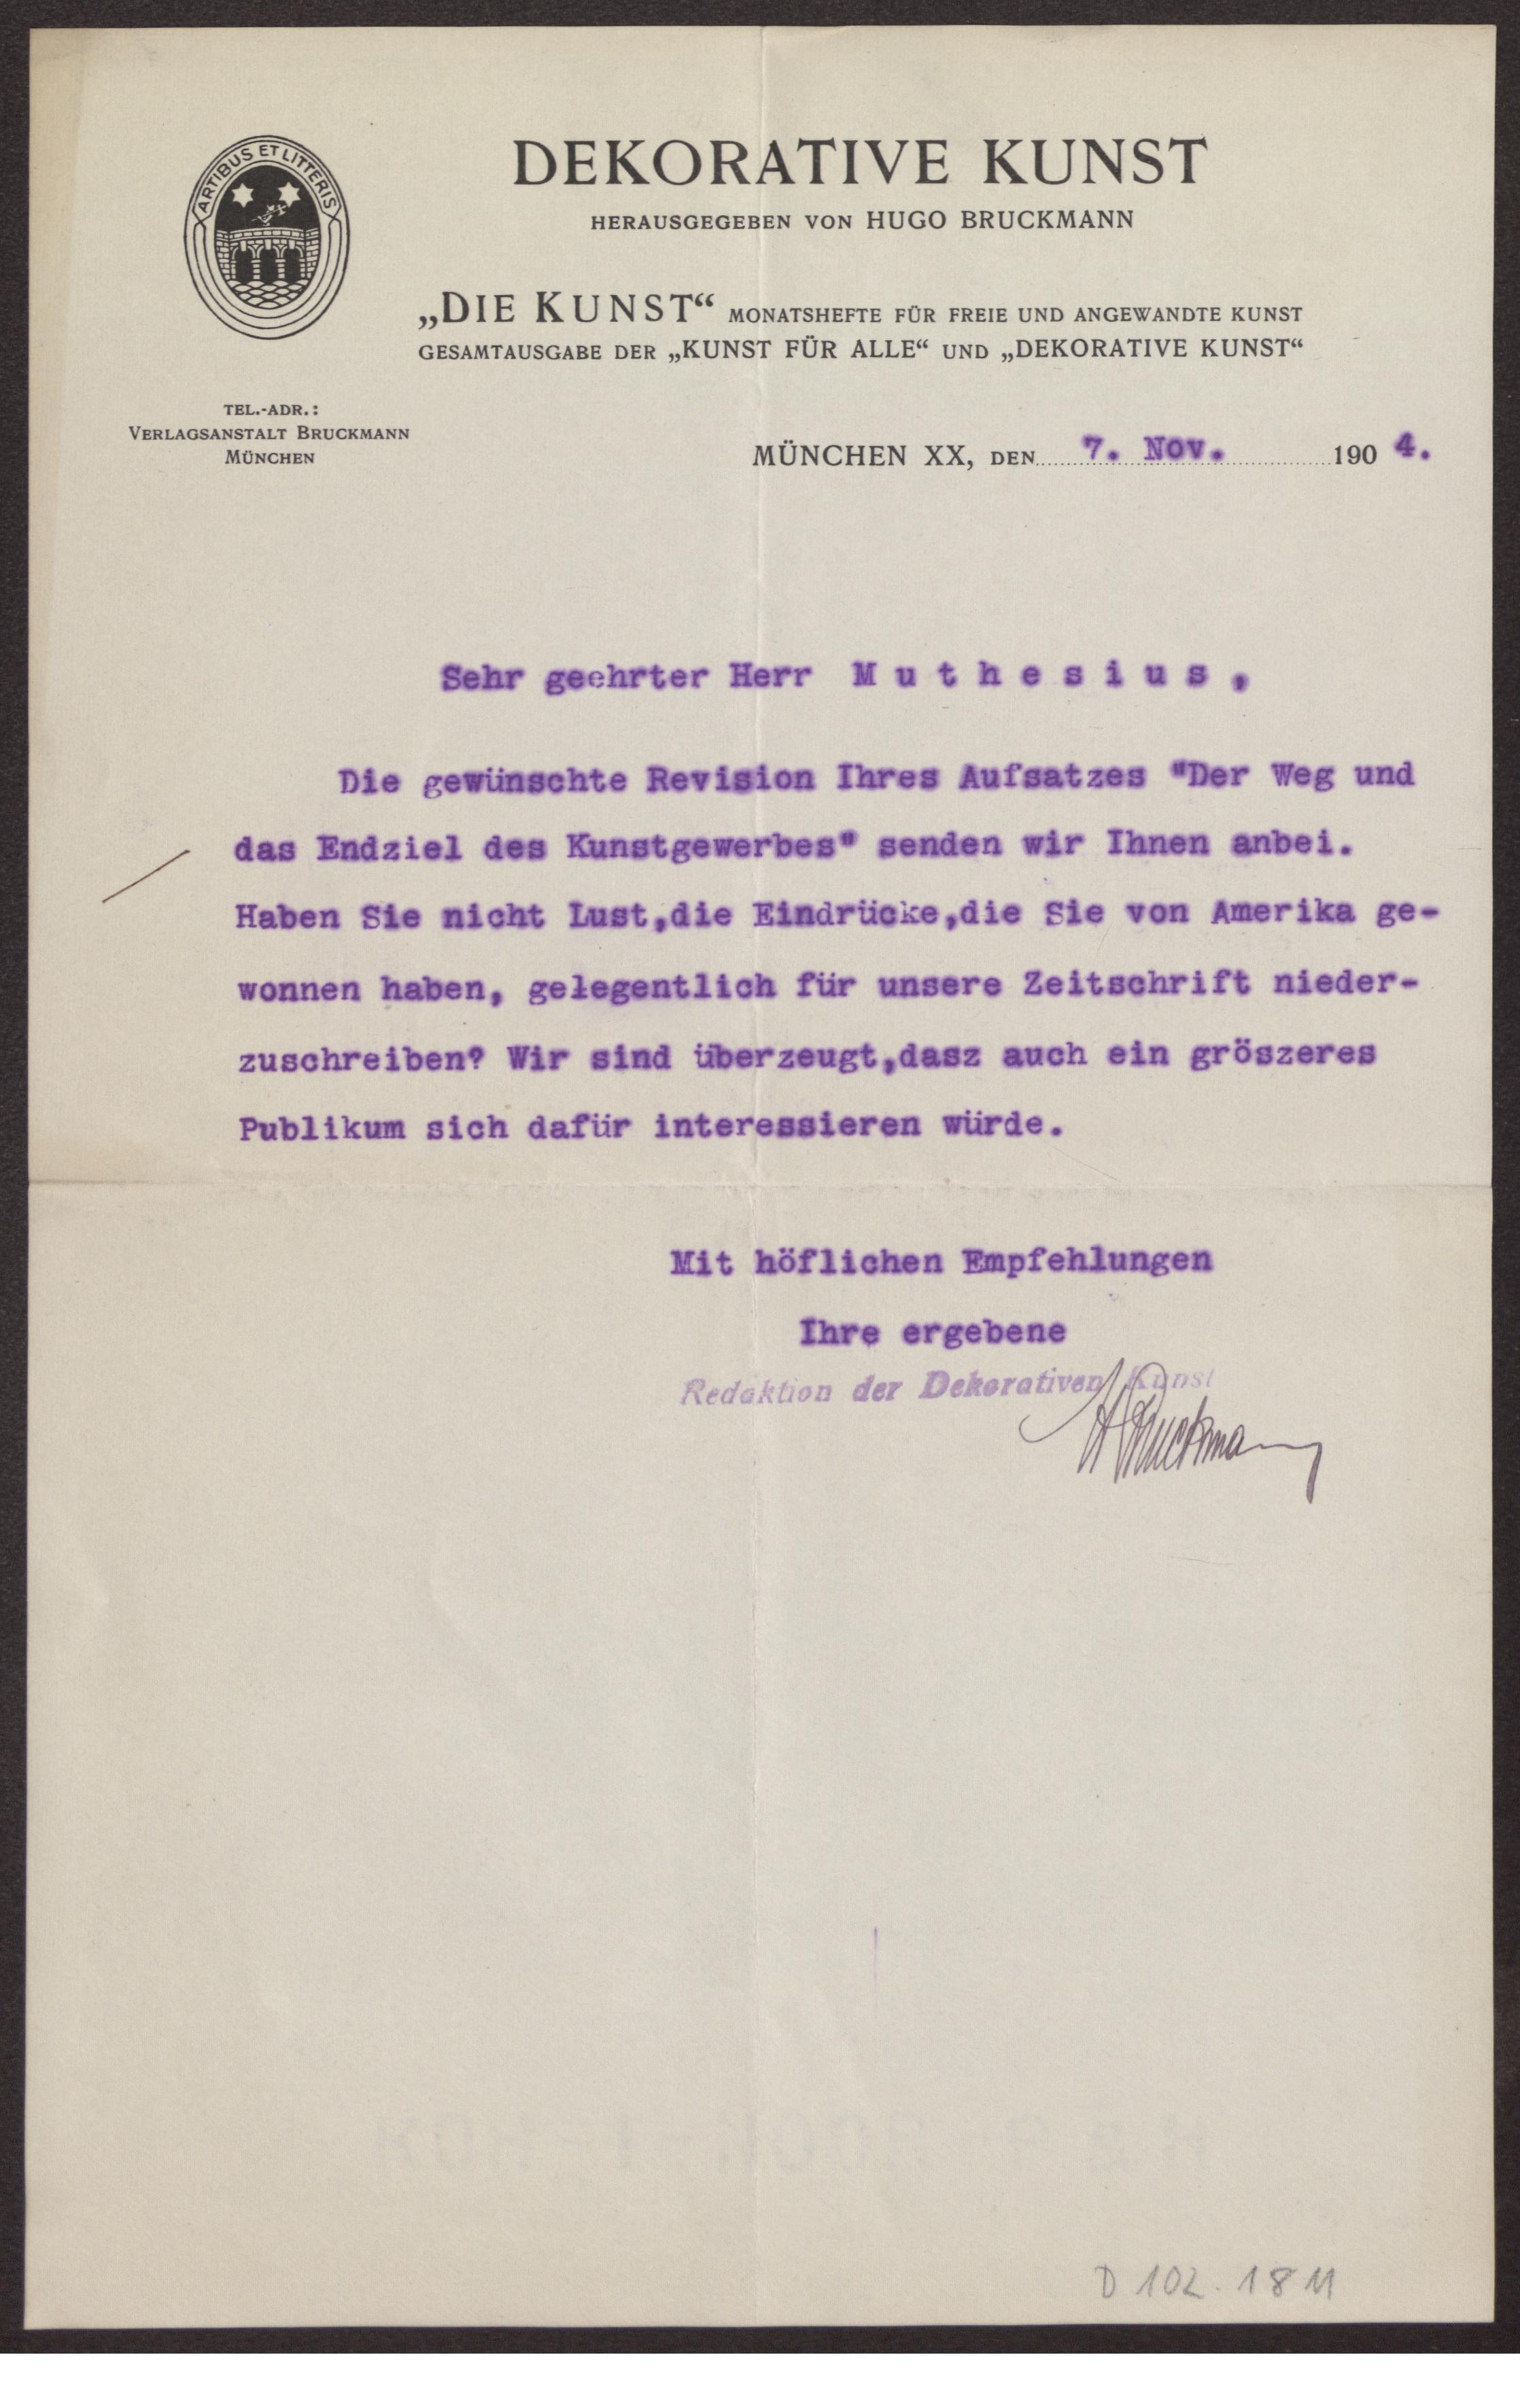 ARTIBUS ET LITTERIS
DEKORATIVE KUNST
HERAUSGEGEBEN VON HUGO BRUCKMANN
„DIE KUNST“ MONATSHEFTE FÜR FREIE UND ANGEWANDTE KUNST
GESAMTAUSGABE DER „KUNST FÜR ALLE“ UND „DEKORATIVE KUNST“
TEL.-ADR.:
VERLAGSANSTALT BRUCKMANN
MÜNCHEN
MÜNCHEN XX, DEN 7. Nov. 1904.
Sehr geehrter Herr M u t h e s i u s ,
Die gewünschte Revision Ihres Aufsatzes "Der Weg und
das Endziel des Kunstgewerbes" senden wir Ihnen anbei.
Haben Sie nicht Lust,die Eindrücke,die Sie von Amerika ge-
wonnen haben, gelegentlich für unsere Zeitschrift nieder-
zuschreiben? Wir sind überzeugt,dasz auch ein gröszeres
Publikum sich dafür interessieren würde.
Mit höflichen Empfehlungen
Ihre ergebene
Redaktion der Dekorativen Kunst
H Bruckmann
D 102. 18 11